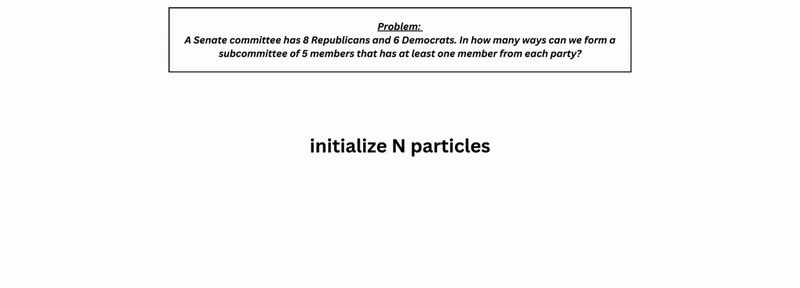 Problem:
A Senate committee has 8 Republicans and 6 Democrats. In how many ways can we form a
subcommittee of 5 members that has at least one member from each party?
initialize N particles